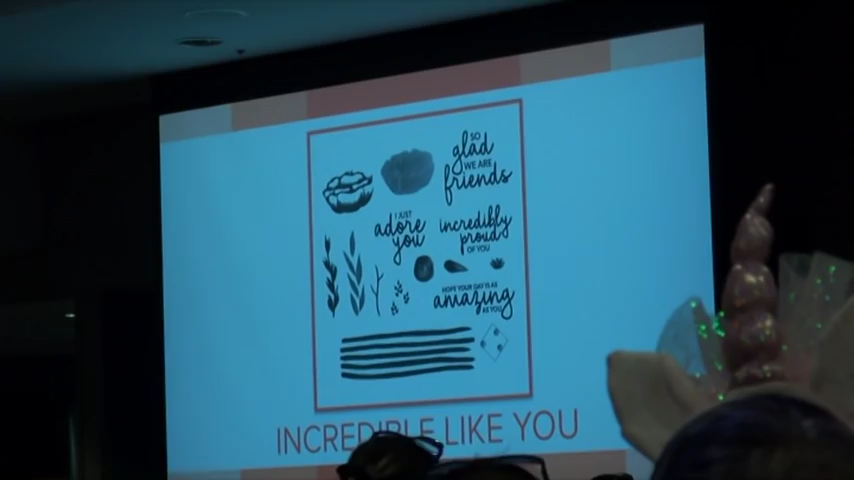 SO
glad
WE ARE
friends
I JUST
adore
you
incredibly
proud
OF YOU
HOPE YOUR DAY IS AS
amazing
AS YOU
INCREDIBLE LIKE YOU